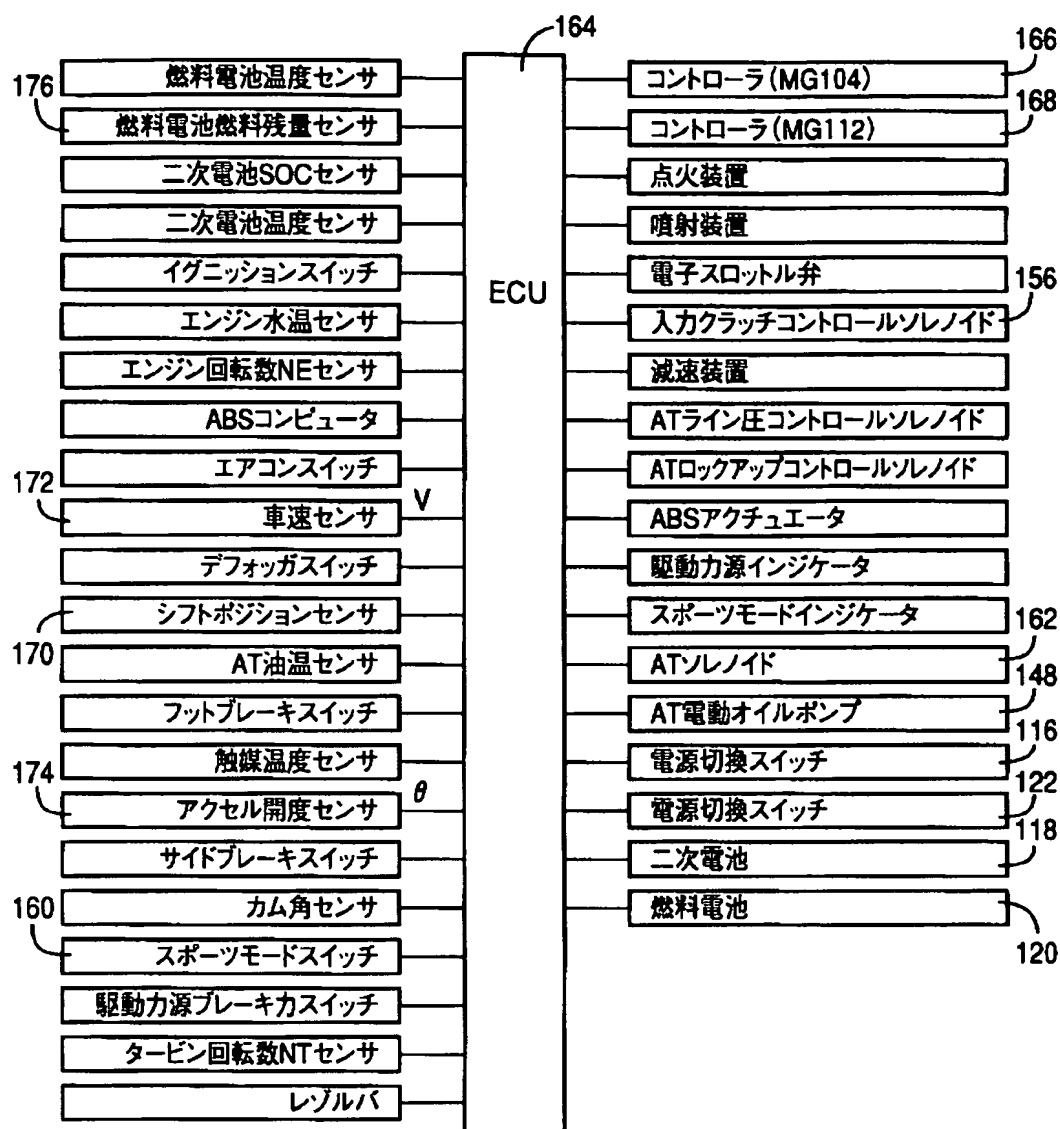 164
ECU
176
燃料電池温度センサ
燃料電池燃料残量センサ
二次電池SOCセンサ
二次電池温度センサ
イグニッションスイッチ
エンジン水温センサ
エンジン回転数NEセンサ
ABSコンピュータ
エアコンスイッチ
172
車速センサ
V
デフォッガスイッチ
シフトポジションセンサ
170
AT油温センサ
フットブレーキスイッチ
触媒温度センサ
174
アクセル開度センサ
θ
サイドブレーキスイッチ
カム角センサ
160
スポーツモードスイッチ
駆動力源ブレーキ力スイッチ
タービン回転数NTセンサ
レゾルバ
コントローラ(MG104)
166
コントローラ(MG112)
168
点火装置
噴射装置
電子スロットル弁
入力クラッチコントロールソレノイド
156
減速装置
ATライン圧コントロールソレノイド
ATロックアップコントロールソレノイド
ABSアクチュエータ
駆動力源インジケータ
スポーツモードインジケータ
ATソレノイド
162
AT電動オイルポンプ
148
電源切換スイッチ
116
電源切換スイッチ
122
二次電池
118
燃料電池
120